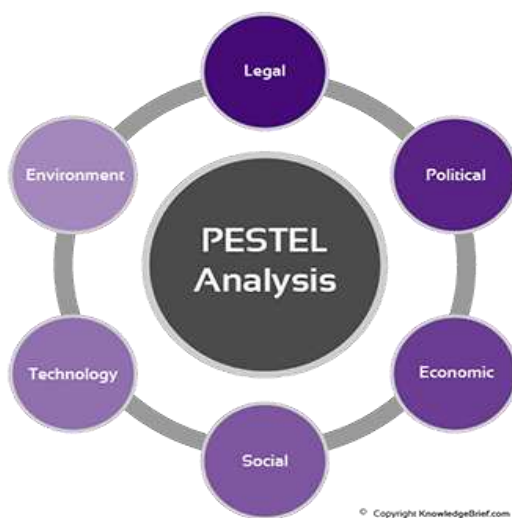 Legal
Environment
Political
PESTEL
Analysis
Technology
Economic
Social
© Copyright KnowledgeBrief.com